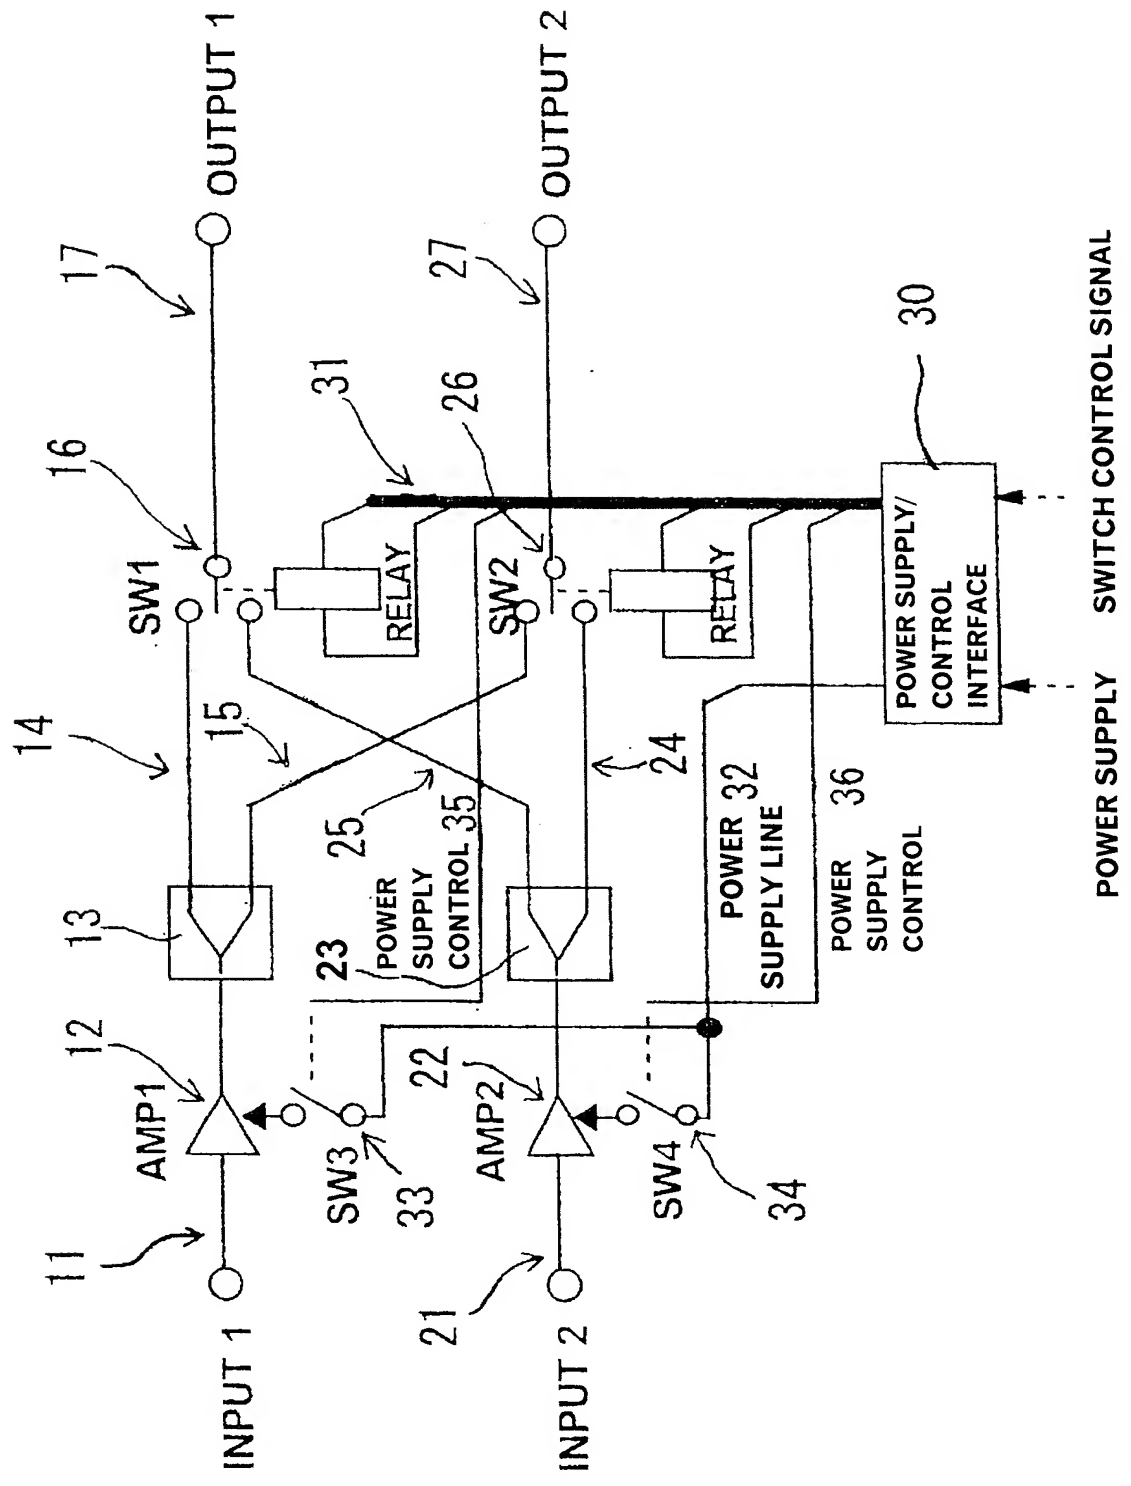 INPUT 1
11
AMP1
12
13
14
15
SW1
16
17
OUTPUT 1
SW3
33
POWER
SUPPLY
CONTROL 35
23
25
RELAY
31
INPUT 2
21
AMP2
22
24
SW2
26
27
OUTPUT 2
SW4
34
POWER 32
SUPPLY LINE
RELAY
POWER
SUPPLY
CONTROL
36
POWER SUPPLY/
CONTROL
INTERFACE
30
POWER SUPPLY
SWITCH CONTROL SIGNAL